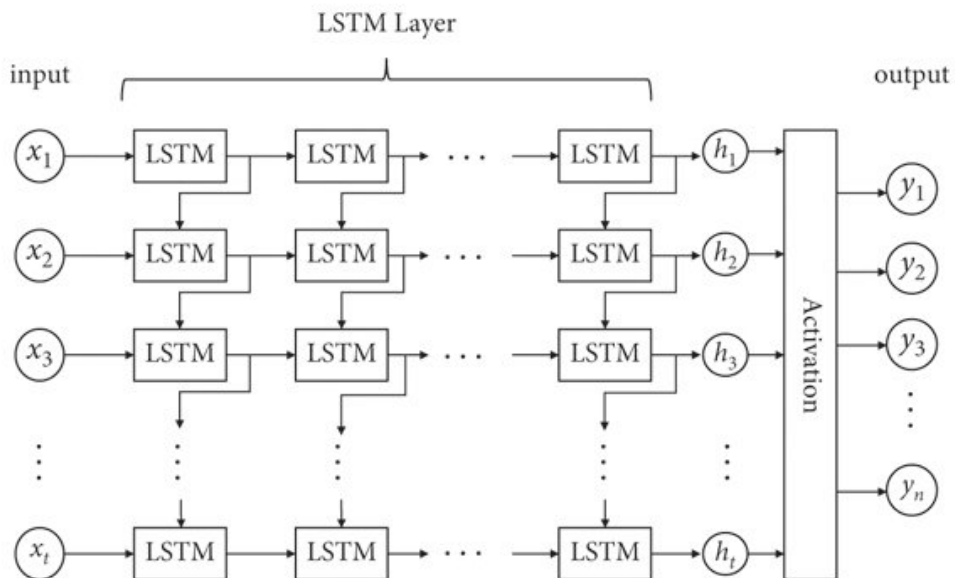 LSTM Layer
input output
x₁ LSTM LSTM ... LSTM h₁
y₁
x₂ LSTM LSTM ... LSTM h₂
y₂
x₃ LSTM LSTM ... LSTM h₃
y₃
Activation
⋮ ⋮ ⋮ ⋮ ⋮ ⋮
yₙ
xₜ LSTM LSTM ... LSTM hₜ